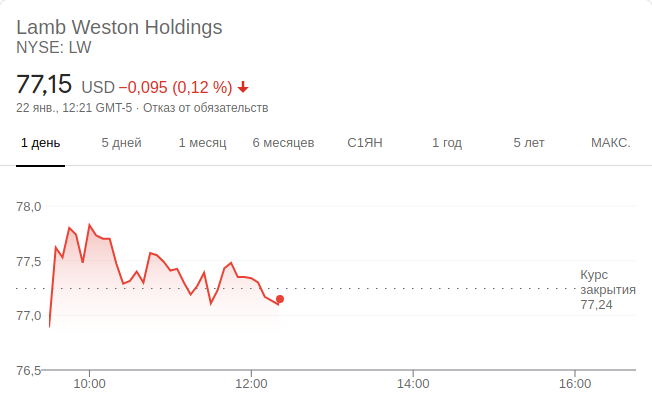 Lamb Weston Holdings
NYSE: LW
77,15 USD −0,095 (0,12 %)
22 янв., 12:21 GMT-5 · Отказ от обязательств
1 день 5 дней 1 месяц 6 месяцев С1ЯН 1 год 5 лет МАКС.
78,0
77,5
Курс
закрытия
77,24
77,0
76,5
10:00 12:00 14:00 16:00